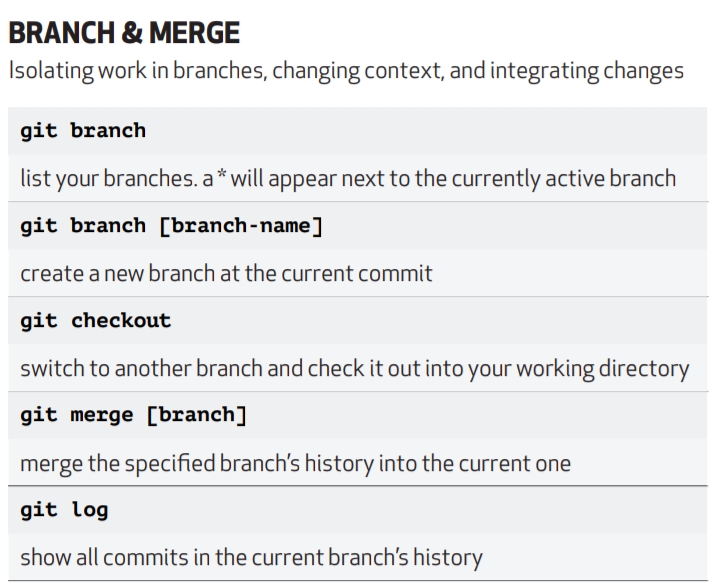 BRANCH & MERGE
Isolating work in branches, changing context, and integrating changes
git branch
list your branches. a * will appear next to the currently active branch
git branch [branch-name]
create a new branch at the current commit
git checkout
switch to another branch and check it out into your working directory
git merge [branch]
merge the specified branch’s history into the current one
git log
show all commits in the current branch’s history